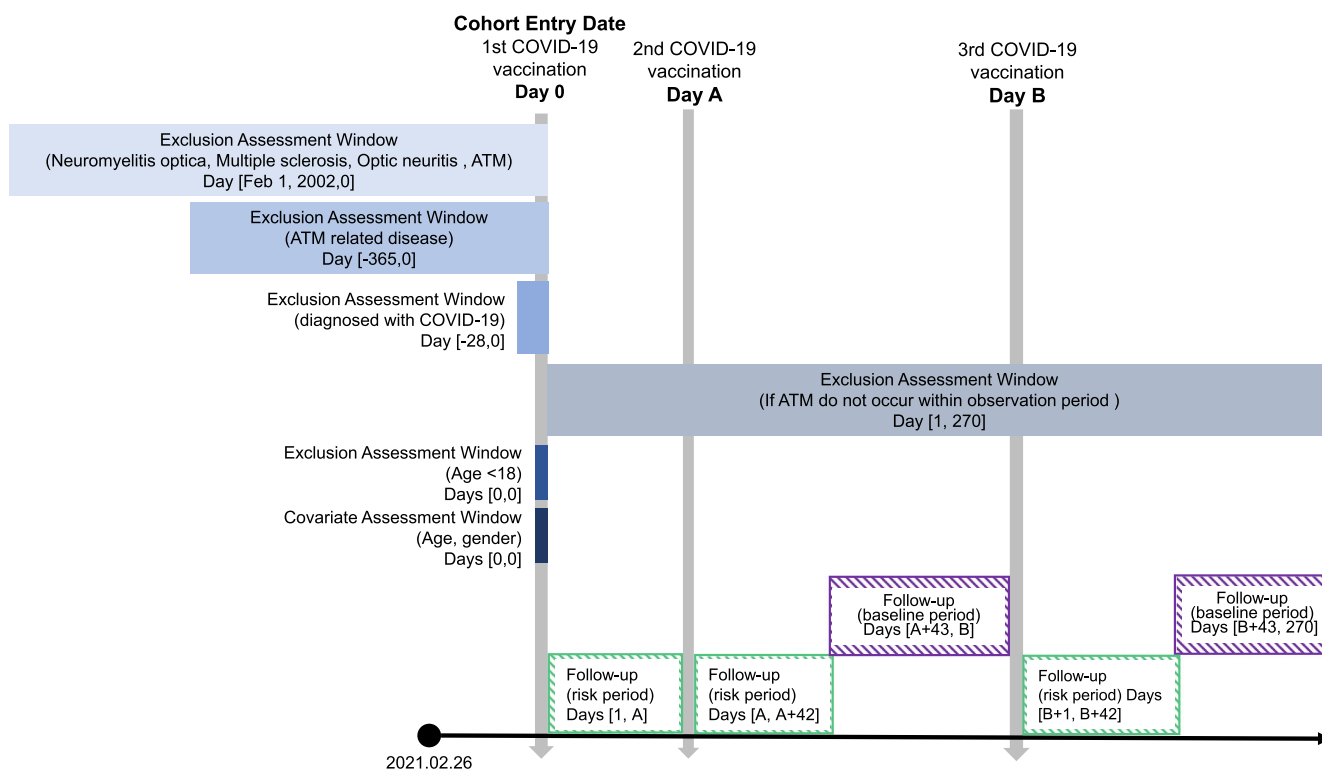 Cohort Entry Date
1st COVID-19
vaccination
Day 0
2nd COVID-19
vaccination
Day A
3rd COVID-19
vaccination
Day B
Exclusion Assessment Window
(Neuromyelitis optica, Multiple sclerosis, Optic neuritis , ATM)
Day [Feb 1, 2002,0]
Exclusion Assessment Window
(ATM related disease)
Day [-365,0]
Exclusion Assessment Window
(diagnosed with COVID-19)
Day [-28,0]
Exclusion Assessment Window
(If ATM do not occur within observation period )
Day [1, 270]
Exclusion Assessment Window
(Age <18)
Days [0,0]
Covariate Assessment Window
(Age, gender)
Days [0,0]
Follow-up
(baseline period)
Days [A+43, B]
Follow-up
(baseline period)
Days [B+43, 270]
Follow-up
(risk period)
Days [1, A]
Follow-up
(risk period)
Days [A, A+42]
Follow-up
(risk period) Days
[B+1, B+42]
2021.02.26